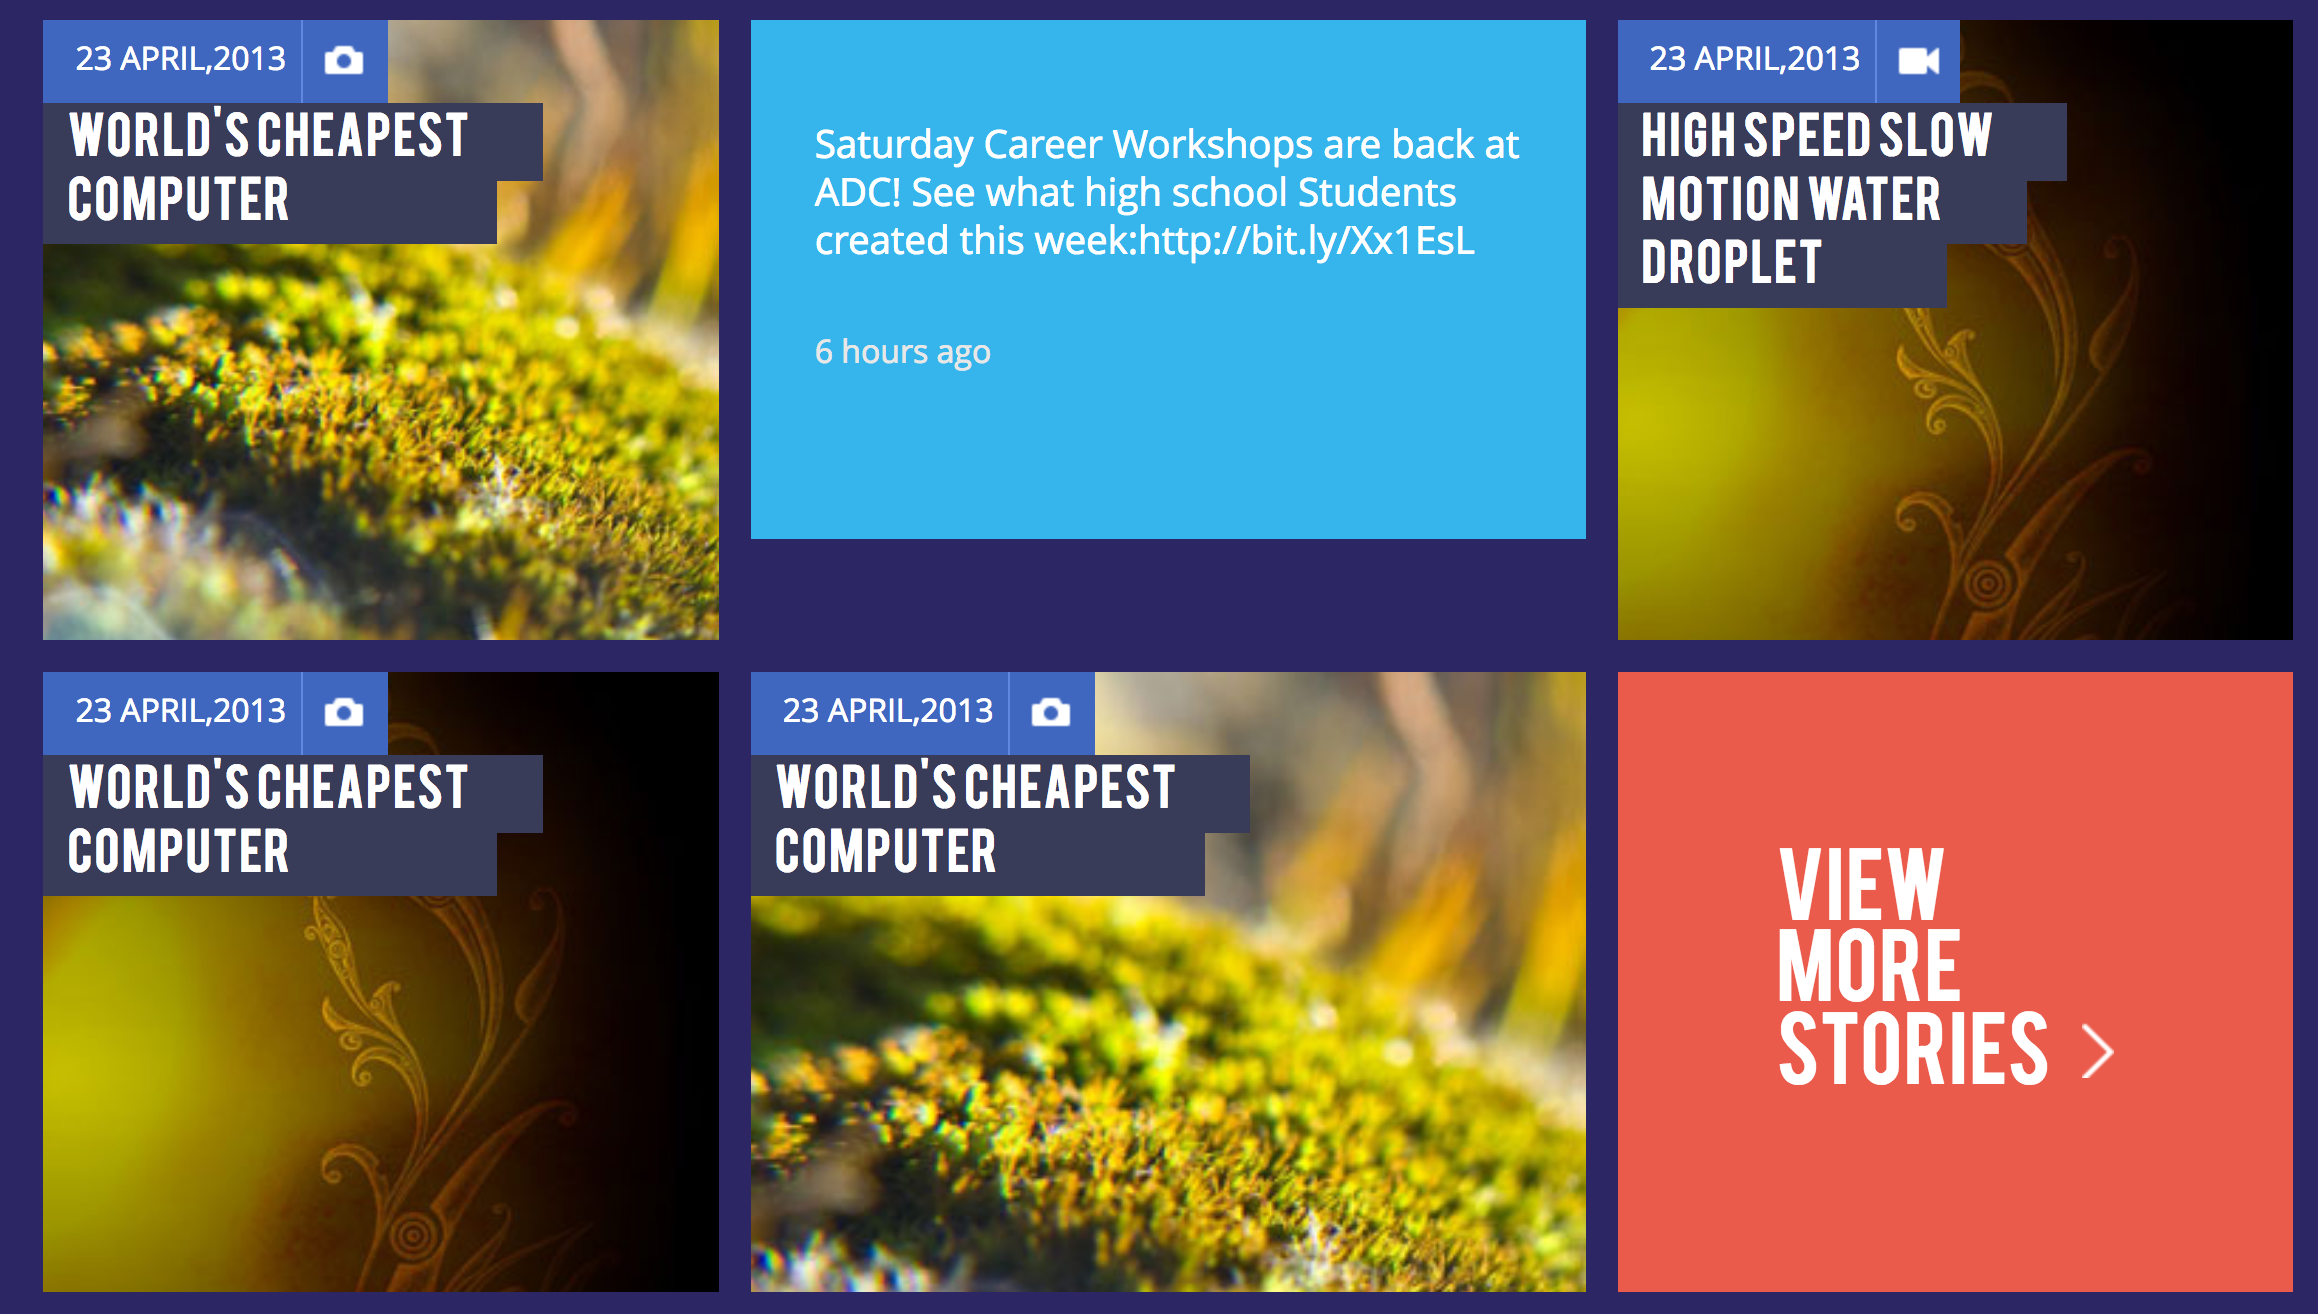 23 APRIL,2013
WORLD'S CHEAPEST
COMPUTER
Saturday Career Workshops are back at
ADC! See what high school Students
created this week:http://bit.ly/Xx1EsL
6 hours ago
23 APRIL,2013
HIGH SPEED SLOW
MOTION WATER
DROPLET
23 APRIL,2013
WORLD'S CHEAPEST
COMPUTER
23 APRIL,2013
WORLD'S CHEAPEST
COMPUTER
VIEW
MORE
STORIES